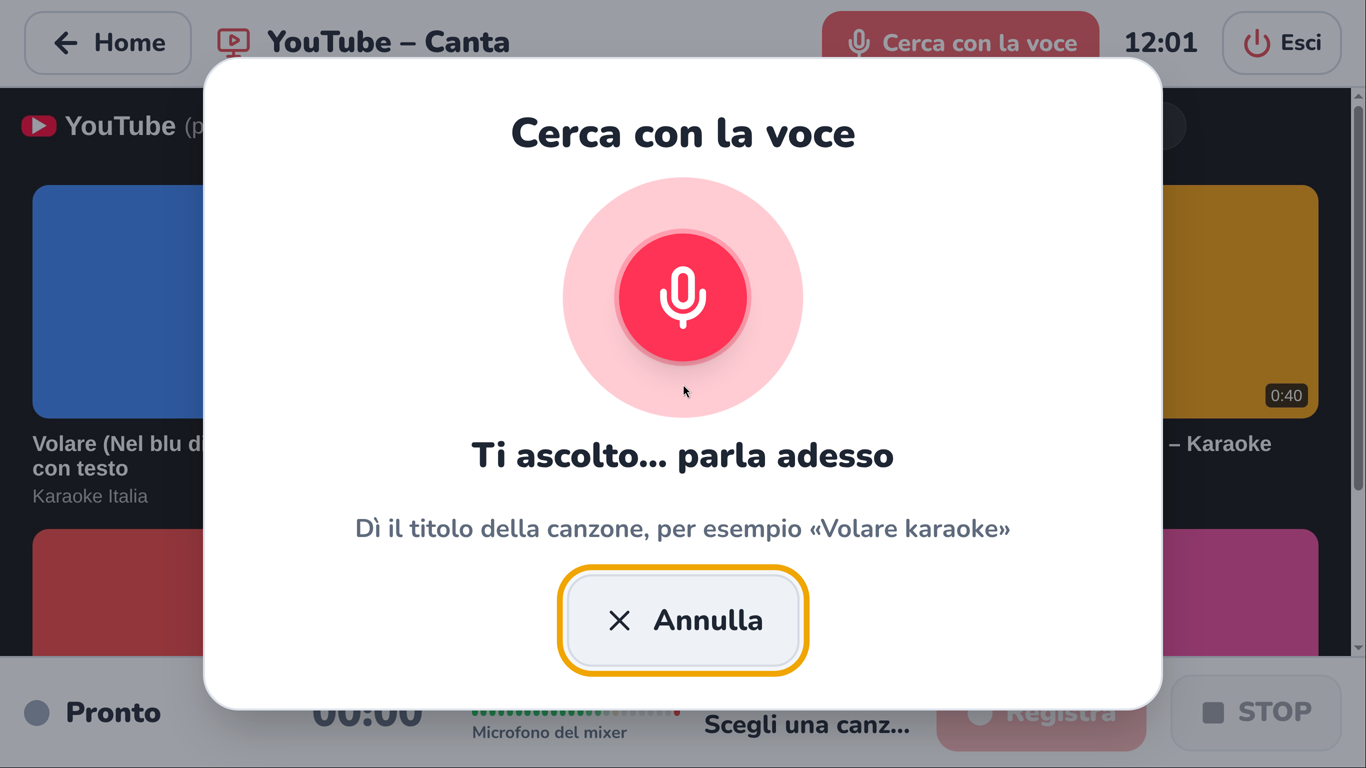 Home
YouTube – Canta
Cerca con la voce
12:01
Esci
YouTube (p
Cerca con la voce
Ti ascolto... parla adesso
Dì il titolo della canzone, per esempio «Volare karaoke»
Annulla
0:40
Volare (Nel blu di
con testo
Karaoke Italia
– Karaoke
Pronto
00:00
Microfono del mixer
Scegli una canz...
Registra
STOP